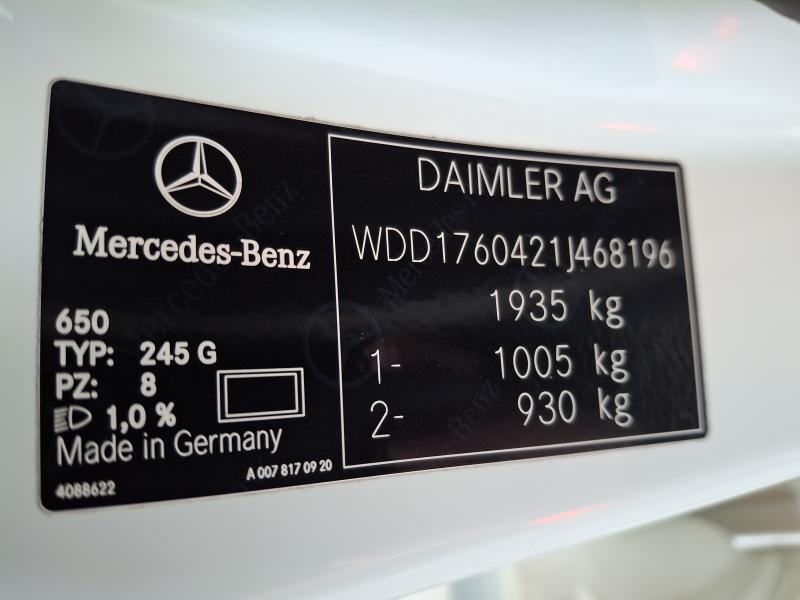 Mercedes-Benz
650
TYP: 245 G
PZ: 8
1,0 %
Made in Germany
4088622
A 007 817 09 20
DAIMLER AG
WDD1760421J468196
1935 kg
1- 1005 kg
2- 930 kg